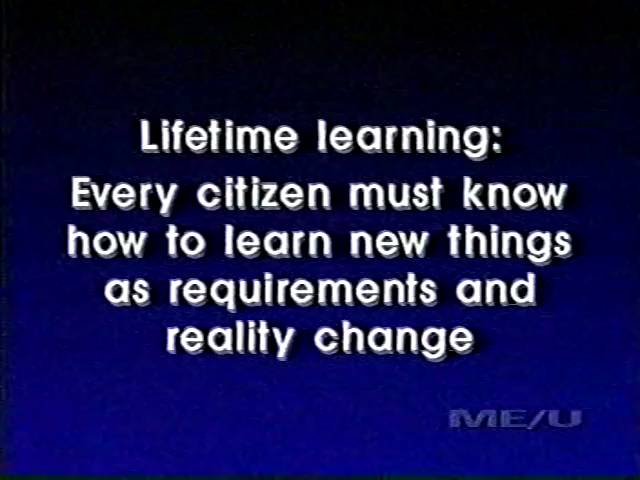 Lifetime learning:
Every citizen must know
how to learn new things
as requirements and
reality change
ME/U